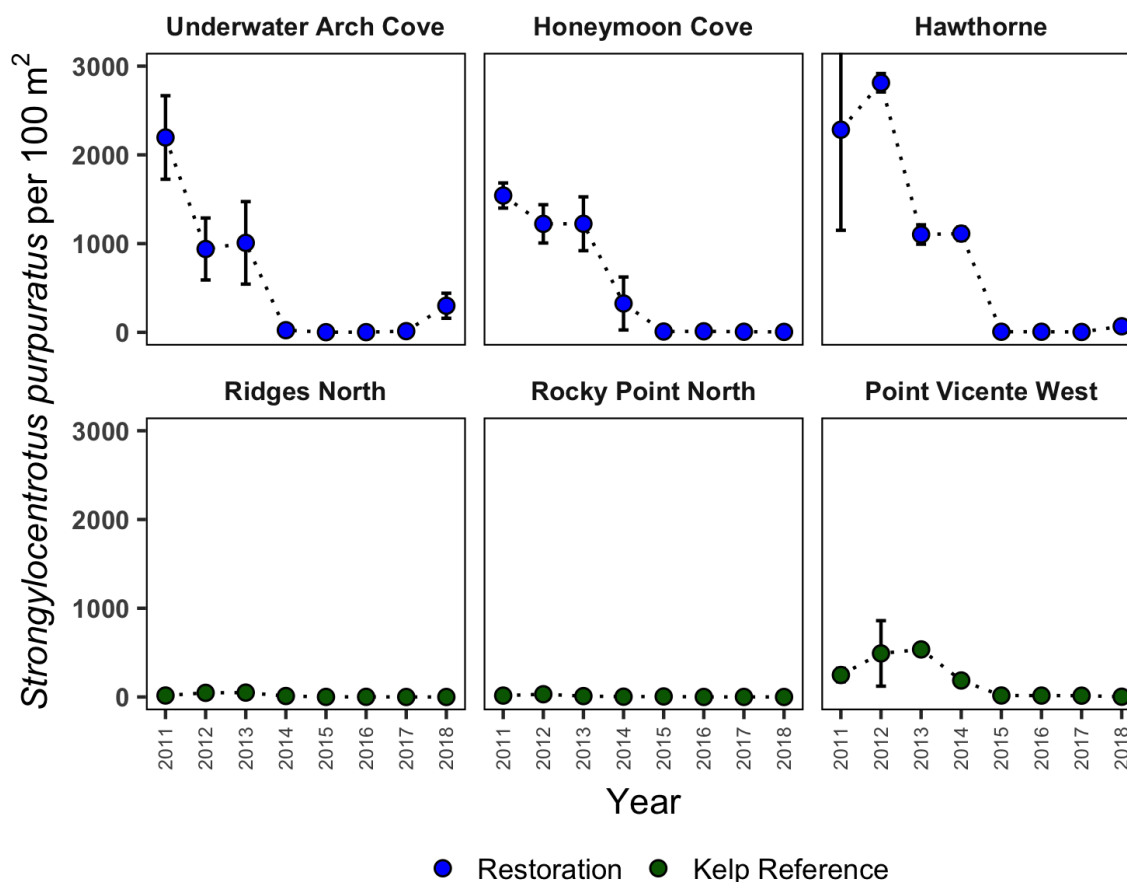 Underwater Arch Cove Honeymoon Cove Hawthorne
3000
2000
1000
0
Ridges North Rocky Point North Point Vicente West
3000
2000
1000
0
Strongylocentrotus purpuratus per 100 m²
2011 2012 2013 2014 2015 2016 2017 2018 2011 2012 2013 2014 2015 2016 2017 2018 2011 2012 2013 2014 2015 2016 2017 2018
Year
Restoration Kelp Reference